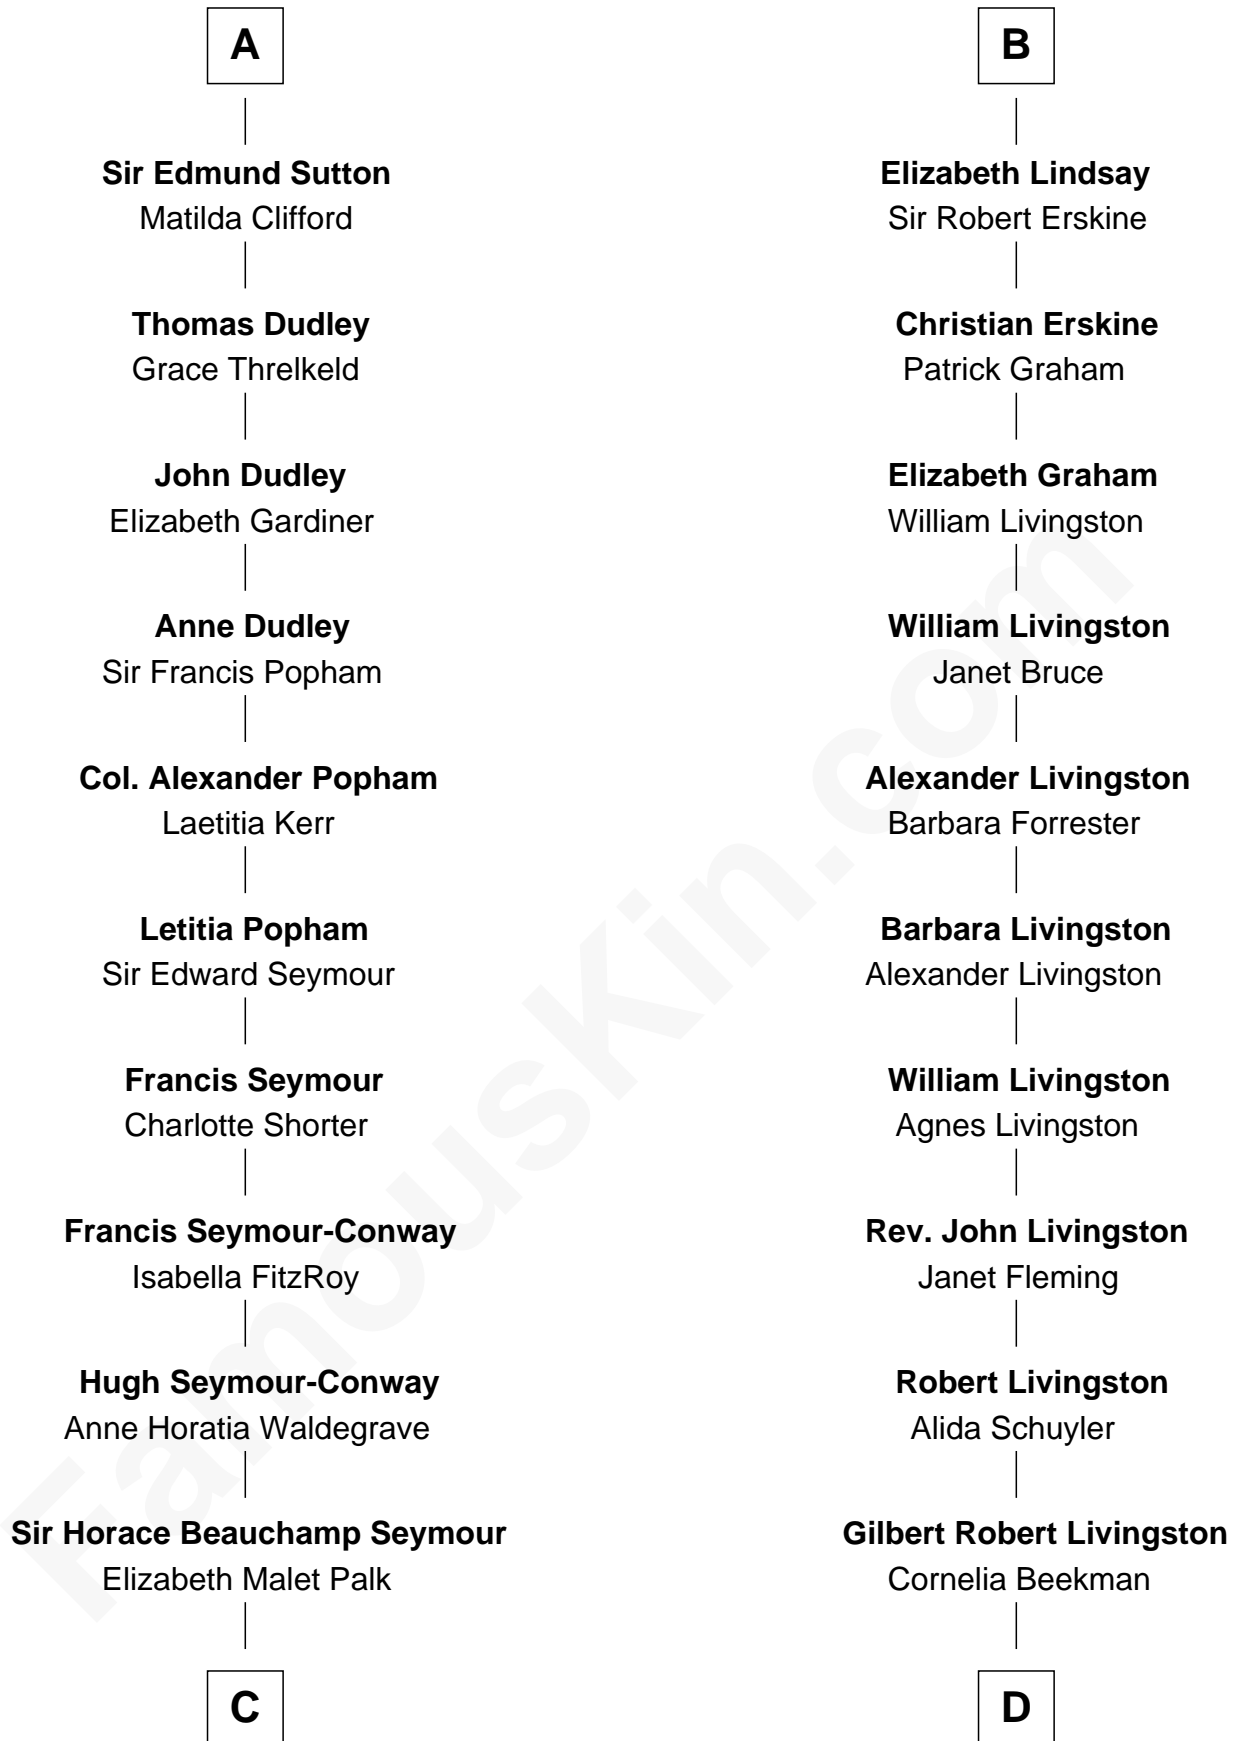 A
Sir Edmund Sutton
Matilda Clifford
Thomas Dudley
Grace Threlkeld
John Dudley
Elizabeth Gardiner
Anne Dudley
Sir Francis Popham
Col. Alexander Popham
Laetitia Kerr
Letitia Popham
Sir Edward Seymour
Francis Seymour
Charlotte Shorter
Francis Seymour-Conway
Isabella FitzRoy
Hugh Seymour-Conway
Anne Horatia Waldegrave
Sir Horace Beauchamp Seymour
Elizabeth Malet Palk
C
B
Elizabeth Lindsay
Sir Robert Erskine
Christian Erskine
Patrick Graham
Elizabeth Graham
William Livingston
William Livingston
Janet Bruce
Alexander Livingston
Barbara Forrester
Barbara Livingston
Alexander Livingston
William Livingston
Agnes Livingston
Rev. John Livingston
Janet Fleming
Robert Livingston
Alida Schuyler
Gilbert Robert Livingston
Cornelia Beekman
D
FamousKin.com